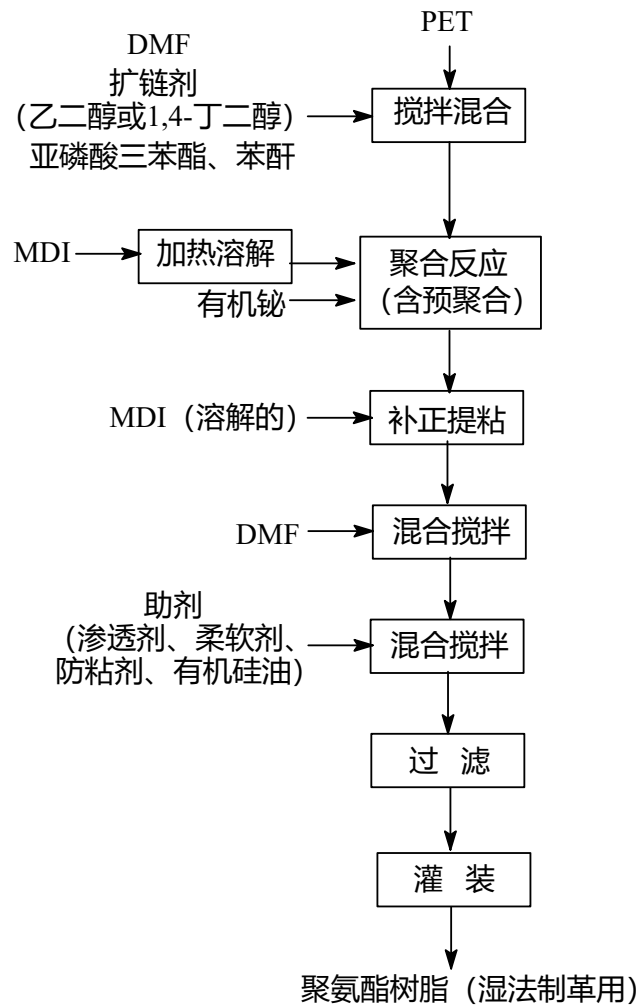 PET
DMF
扩链剂
（乙二醇或1,4-丁二醇）
亚磷酸三苯酯、苯酐
搅拌混合
MDI
加热溶解
有机铋
聚合反应
（含预聚合）
MDI（溶解的）
补正提粘
DMF
混合搅拌
助剂
（渗透剂、柔软剂、
防粘剂、有机硅油）
混合搅拌
过 滤
灌 装
聚氨酯树脂（湿法制革用）